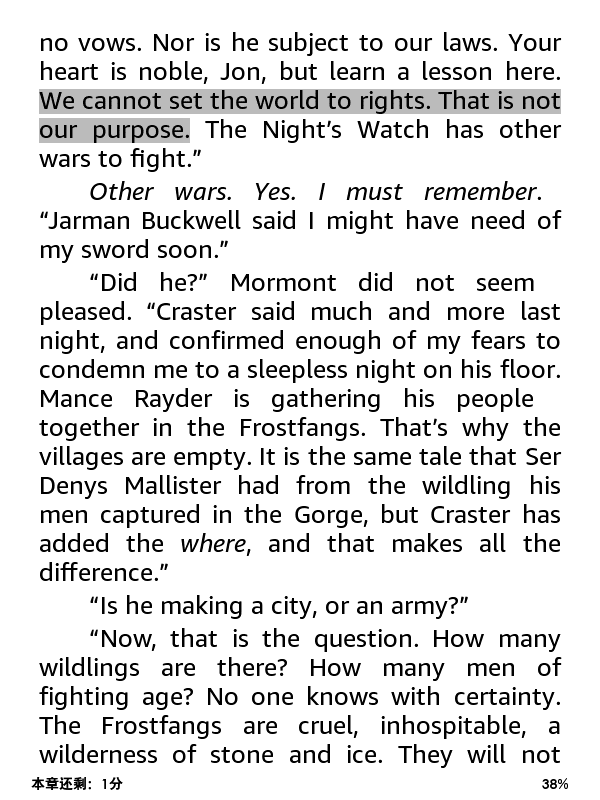 no vows. Nor is he subject to our laws. Your
heart is noble, Jon, but learn a lesson here.
We cannot set the world to rights. That is not
our purpose. The Night’s Watch has other
wars to fight.”
Other wars. Yes. I must remember.
“Jarman Buckwell said I might have need of
my sword soon.”
“Did he?” Mormont did not seem
pleased. “Craster said much and more last
night, and confirmed enough of my fears to
condemn me to a sleepless night on his floor.
Mance Rayder is gathering his people
together in the Frostfangs. That’s why the
villages are empty. It is the same tale that Ser
Denys Mallister had from the wildling his
men captured in the Gorge, but Craster has
added the where, and that makes all the
difference.”
“Is he making a city, or an army?”
“Now, that is the question. How many
wildlings are there? How many men of
fighting age? No one knows with certainty.
The Frostfangs are cruel, inhospitable, a
wilderness of stone and ice. They will not
本章还剩：1分 38%